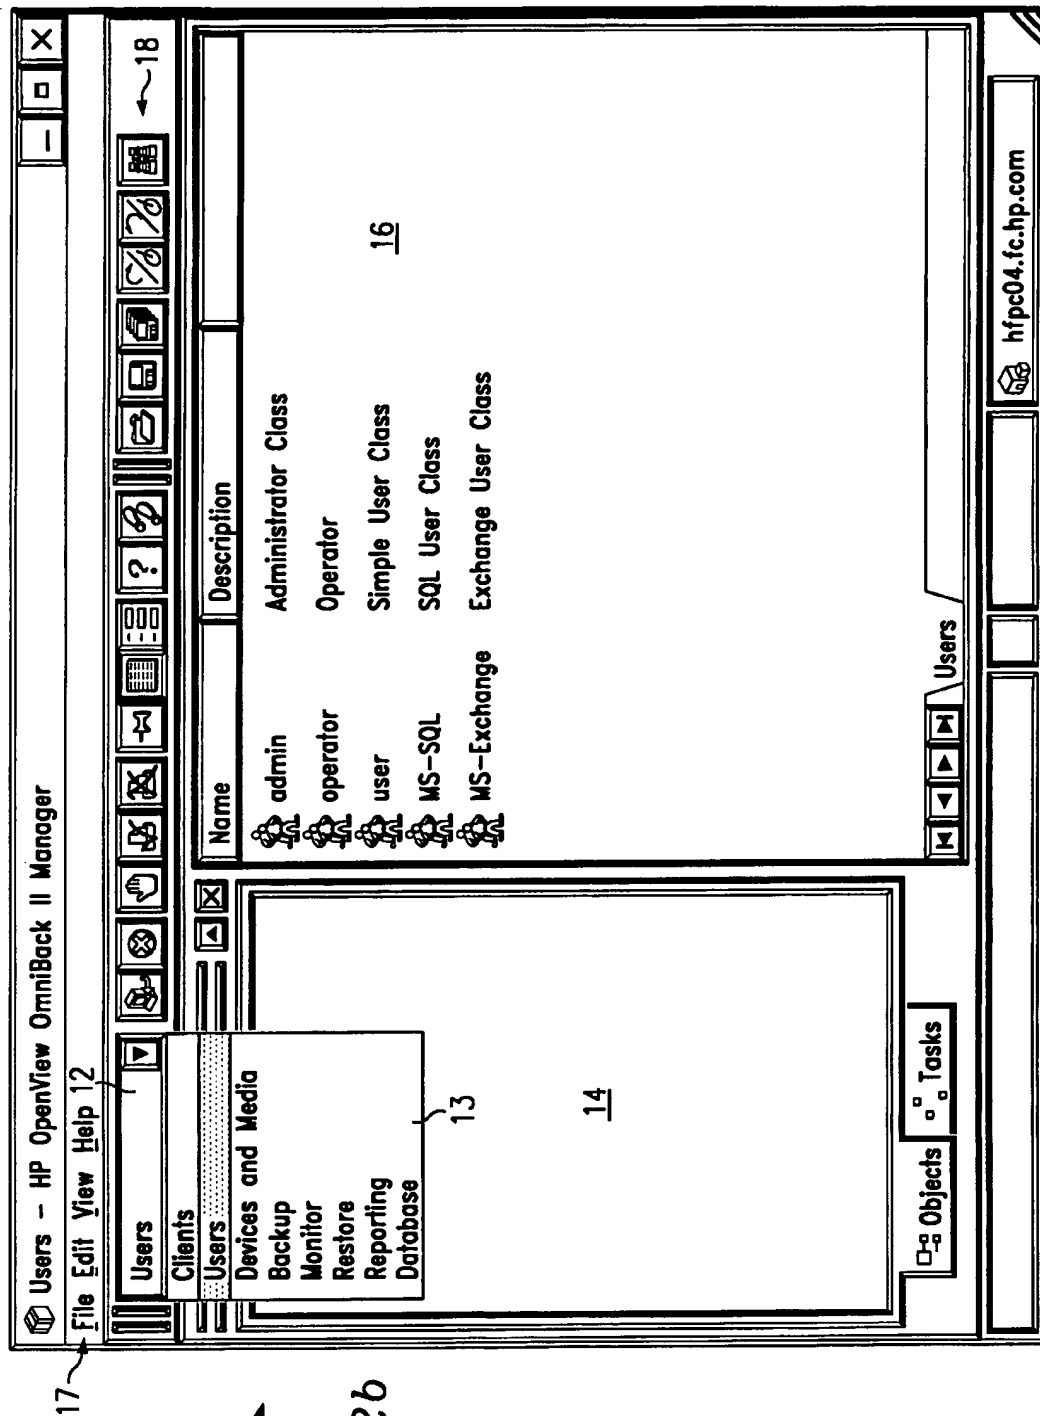 Users – HP OpenView OmniBack II Manager
17
File Edit View Help 12
18
Users
Clients
Users
Devices and Media
Backup
Monitor
Restore
Reporting
Database
13
14
Objects
Tasks
Name Description
admin Administrator Class
operator Operator
user Simple User Class
MS-SQL SQL User Class
MS-Exchange Exchange User Class
16
Users
hfpc04.fc.hp.com
2b